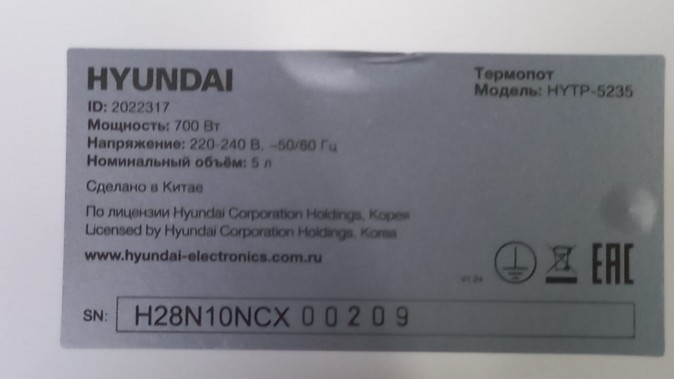 HYUNDAI
ID: 2022317
Мощность: 700 Вт
Напряжение: 220-240 В, ~50/60 Гц
Номинальный объём: 5 л
Сделано в Китае
По лицензии Hyundai Corporation Holdings, Корея
Licensed by Hyundai Corporation Holdings, Korea
www.hyundai-electronics.com.ru
Термопот
Модель: HYTP-5235
EAC
SN: H28N10NCX 00209